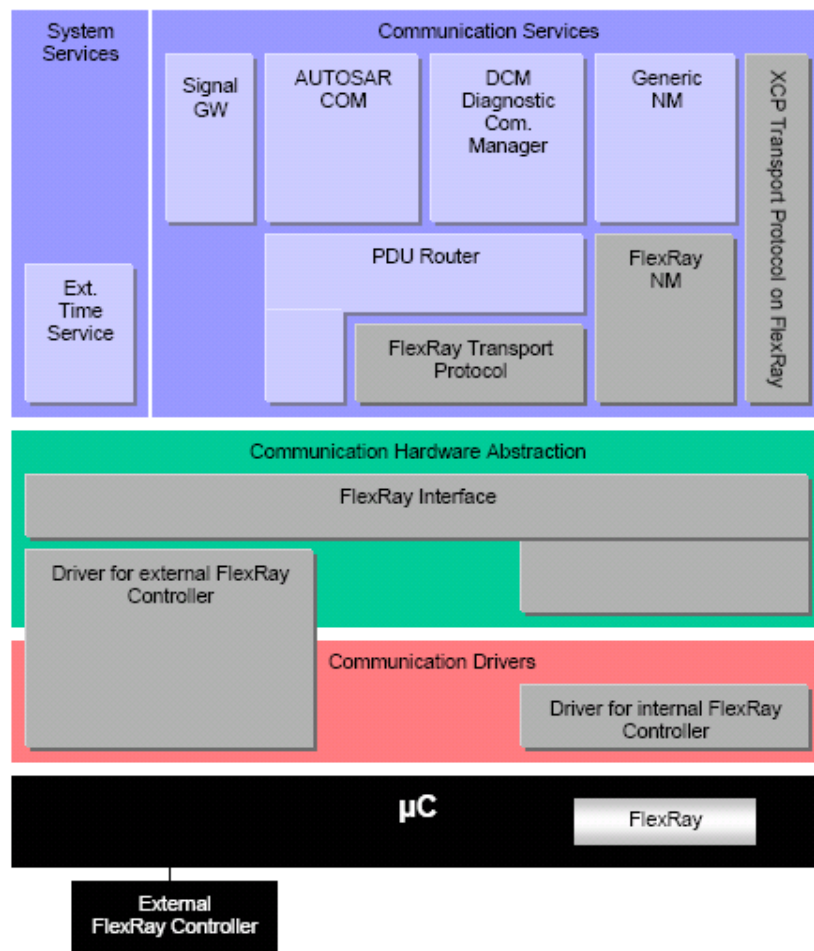 System
Services
Communication Services
Signal
GW
AUTOSAR
COM
DCM
Diagnostic
Com.
Manager
Generic
NM
XCP Transport Protocol on FlexRay
Ext.
Time
Service
PDU Router
FlexRay
NM
FlexRay Transport
Protocol
Communication Hardware Abstraction
FlexRay Interface
Driver for external FlexRay
Controller
Communication Drivers
Driver for internal FlexRay
Controller
µC
FlexRay
External
FlexRay Controller